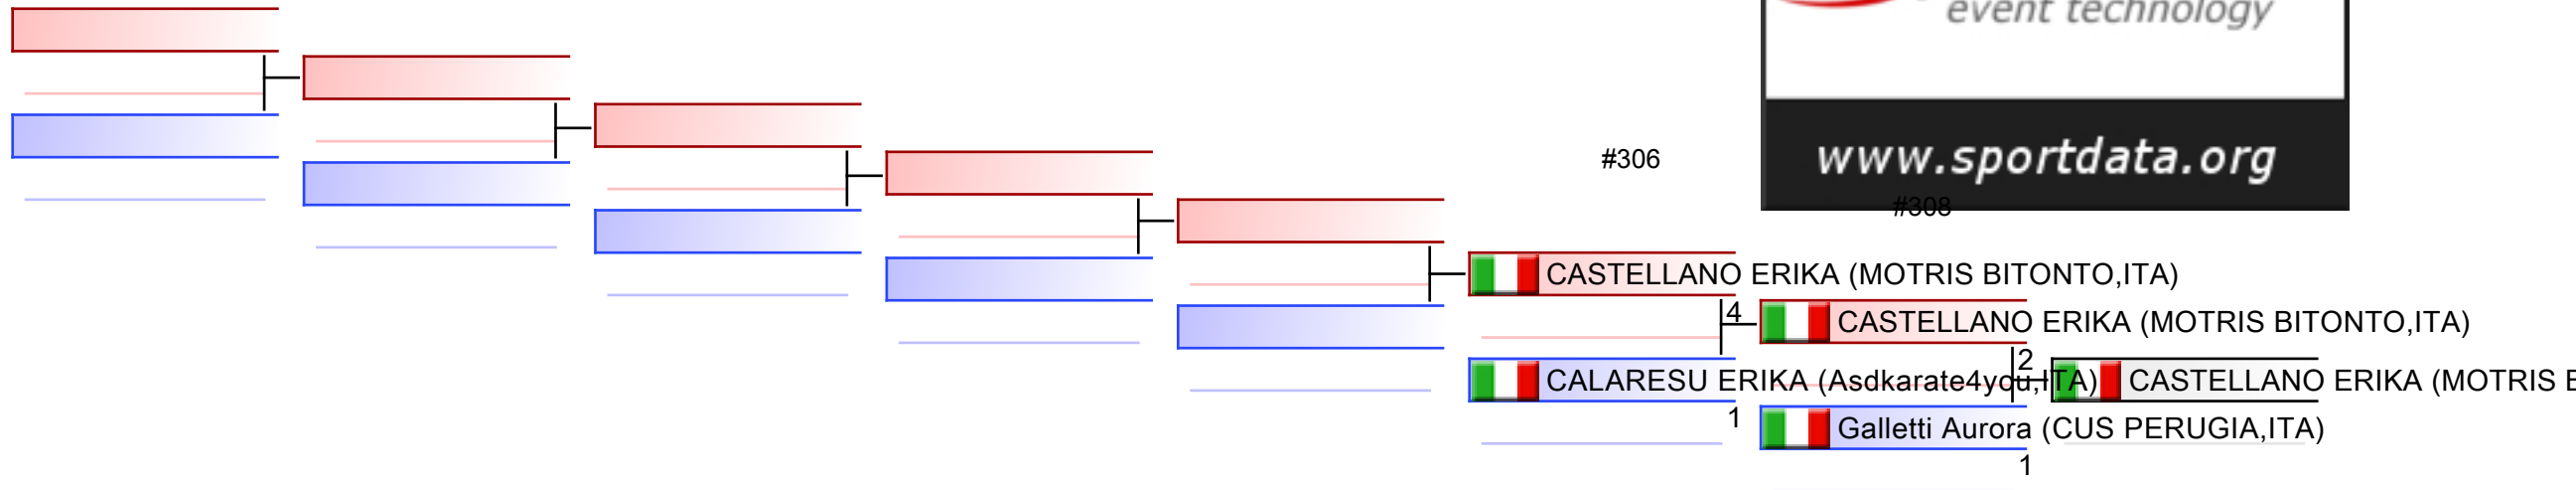 event technology
#306
www.sportdata.org
#308
CASTELLANO ERIKA (MOTRIS BITONTO,ITA)
4
CASTELLANO ERIKA (MOTRIS BITONTO,ITA)
2
CALARESU ERIKA (Asdkarate4you,ITA)
CASTELLANO ERIKA (MOTRIS
1
Galletti Aurora (CUS PERUGIA,ITA)
1